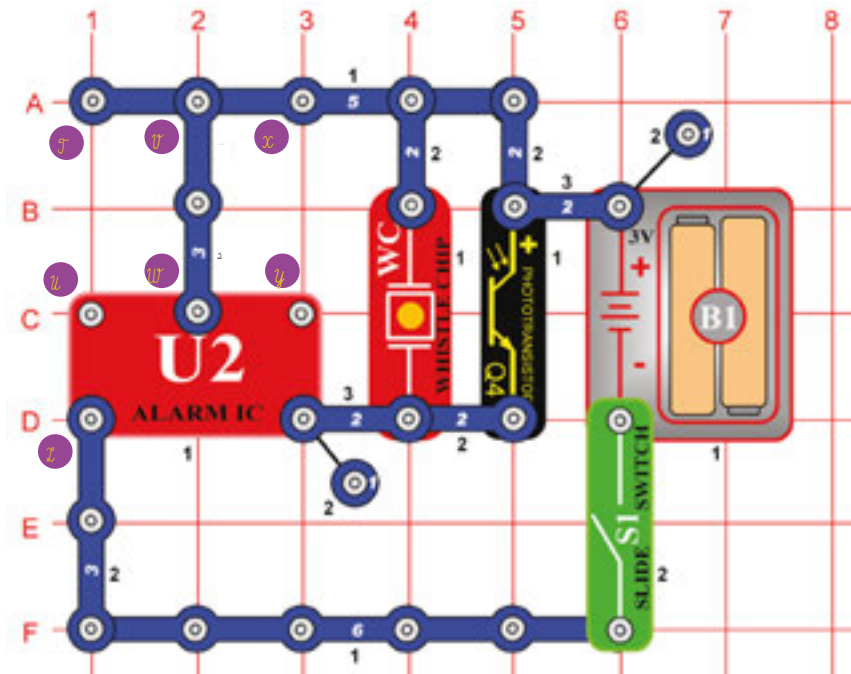 1 2 3 4 5 6 7 8
1
A 5
T V X
2 2 2 2 2 1
3
B 2
3V
+
WC
WHISTLE CHIP
1
+
PHOTOTRANSISTOR
Q4
1
3 2
U W Y
C B1
U2
-
3
D ALARM IC 2 2
2
Z
1 1
1
2
S1
SLIDE SWITCH
E
3 2 2
F 6
1